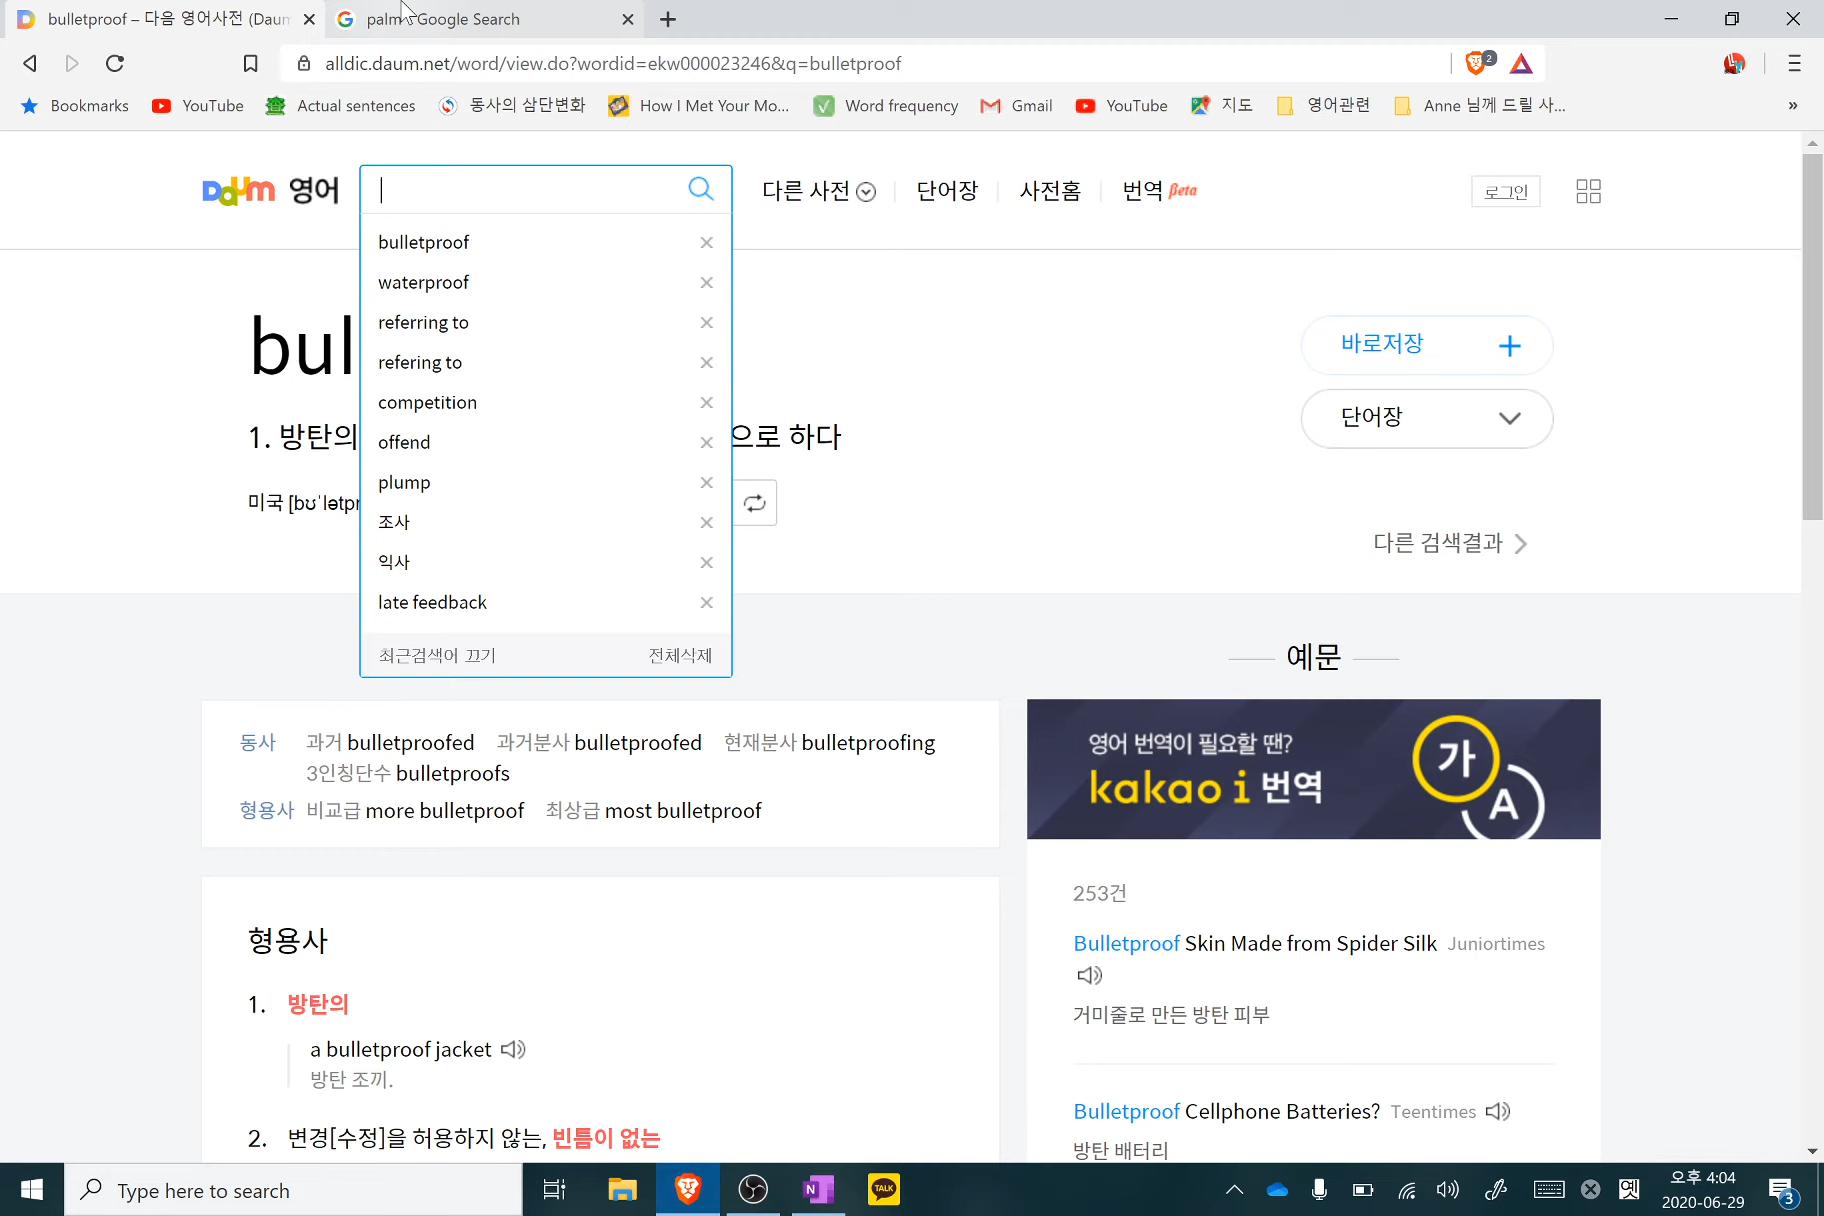 bulletproof – 다음 영어사전 (Daum
palm - Google Search
alldic.daum.net/word/view.do?wordid=ekw000023246&q=bulletproof
2
Bookmarks YouTube Actual sentences 동사의 삼단변화 How I Met Your Mo... Word frequency Gmail YouTube 지도 영어관련 Anne 님께 드릴 사... »
Daum 영어
다른 사전 단어장 사전홈 번역 Beta
로그인
bulletproof
waterproof
referring to
refering to
competition
offend
plump
조사
익사
late feedback
최근검색어 끄기 전체삭제
bul
바로저장 +
1. 방탄의
으로 하다
단어장
미국
다른 검색결과
동사 과거 bulletproofed 과거분사 bulletproofed 현재분사 bulletproofing
3인칭단수 bulletproofs
형용사 비교급 more bulletproof 최상급 most bulletproof
형용사
1. 방탄의
a bulletproof jacket
방탄 조끼.
2. 변경[수정]을 허용하지 않는, 빈틈이 없는
예문
영어 번역이 필요할 땐?
kakao i 번역
가
A
253건
Bulletproof Skin Made from Spider Silk Juniortimes
거미줄로 만든 방탄 피부
Bulletproof Cellphone Batteries? Teentimes
방탄 배터리
Type here to search
N
TALK
옛
오후 4:04
2020-06-29
3